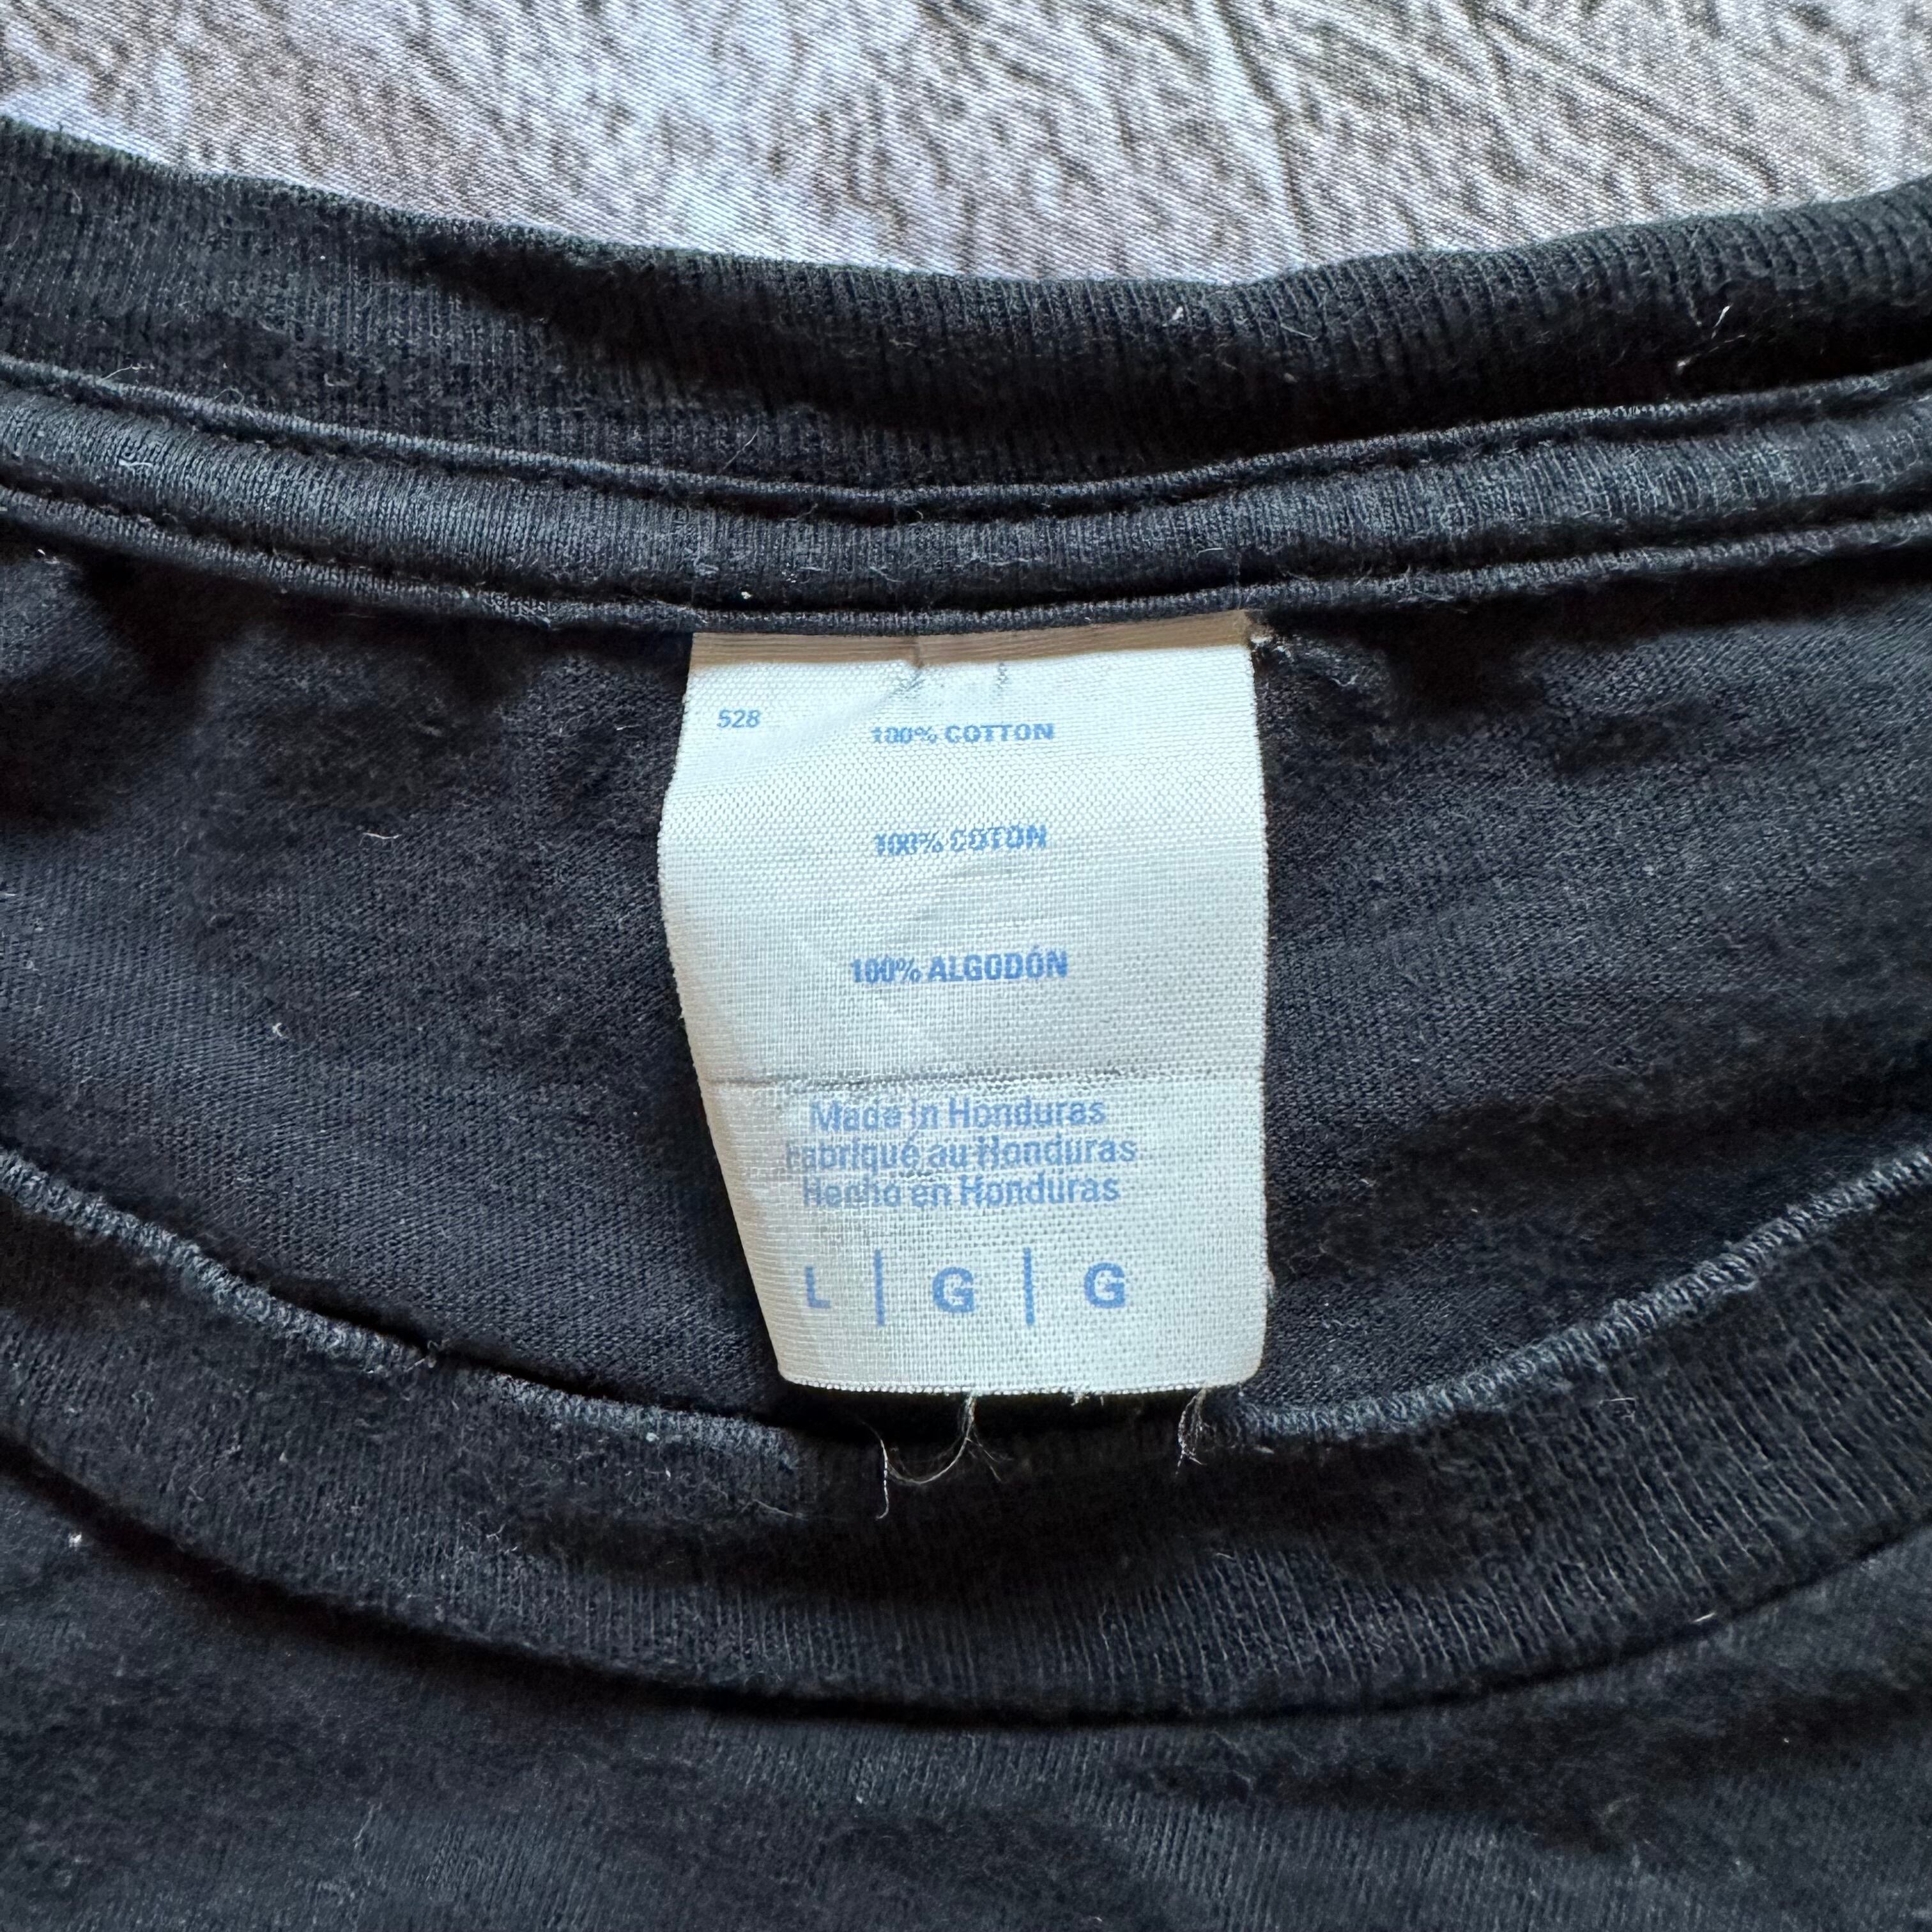 528
100% COTTON
100% COTON
100% ALGODÓN
Made in Honduras
Fabriqué au Honduras
Hecho en Honduras
L | G | G